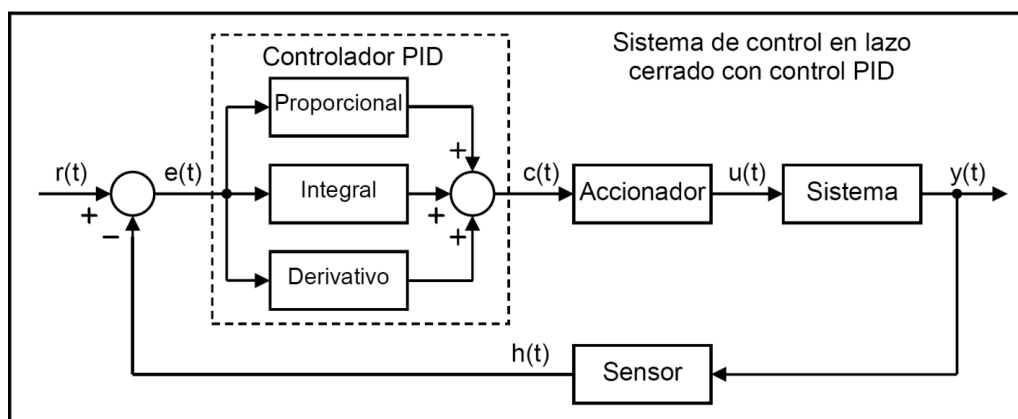 Sistema de control en lazo
cerrado con control PID
Controlador PID
Proporcional
+
r(t)
e(t)
Integral
c(t)
Accionador
u(t)
Sistema
y(t)
+
+
−
+
Derivativo
h(t)
Sensor